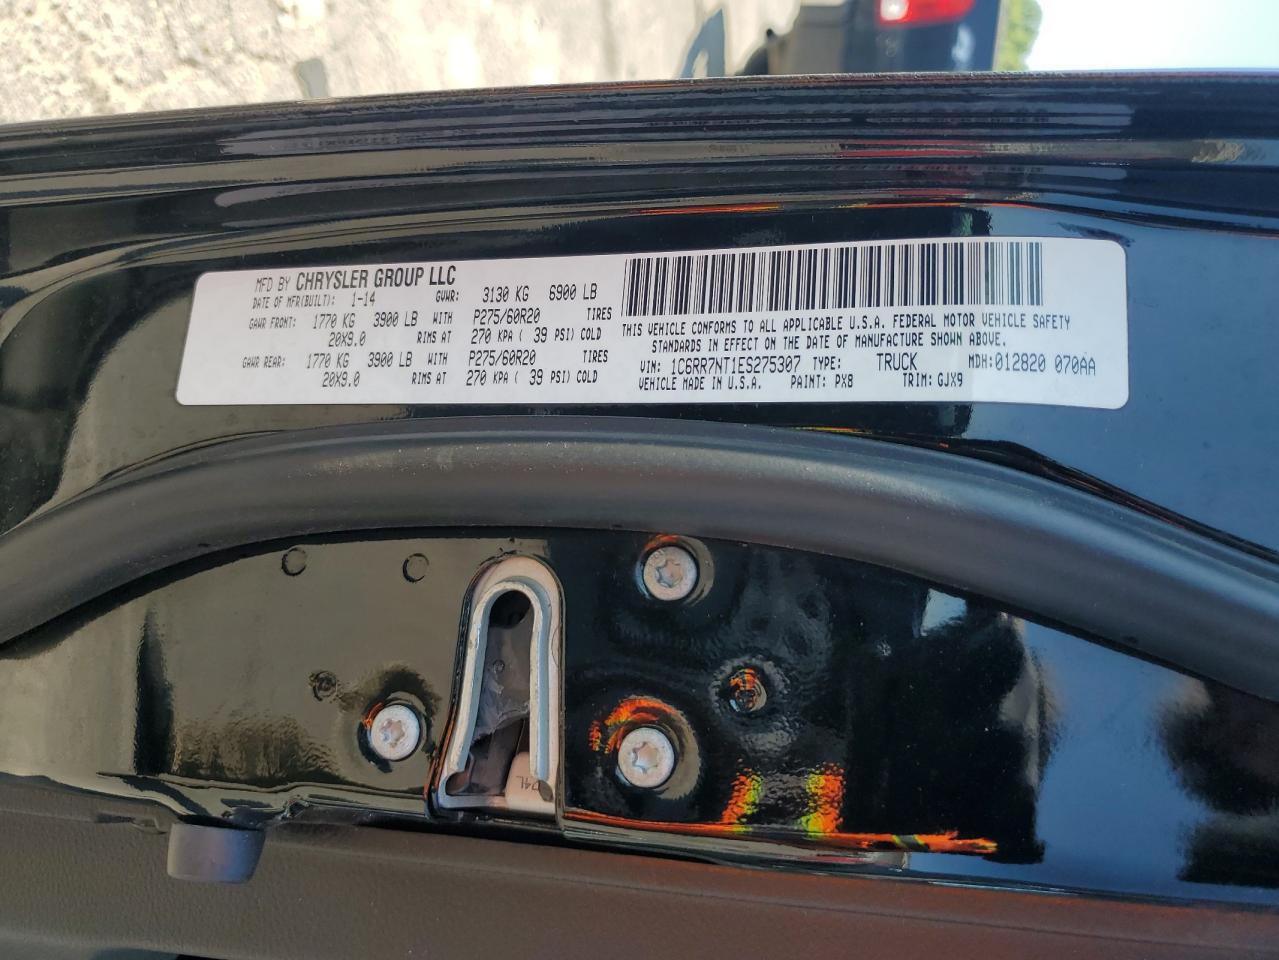 MFD BY CHRYSLER GROUP LLC
DATE OF MFR(BUILT): 1-14 GVWR: 3130 KG 6900 LB
GAWR FRONT: 1770 KG 3900 LB WITH P275/60R20 TIRES
20X9.0 RIMS AT 270 KPA ( 39 PSI) COLD
GAWR REAR: 1770 KG 3900 LB WITH P275/60R20 TIRES
20X9.0 RIMS AT 270 KPA ( 39 PSI) COLD
THIS VEHICLE CONFORMS TO ALL APPLICABLE U.S.A. FEDERAL MOTOR VEHICLE SAFETY
STANDARDS IN EFFECT ON THE DATE OF MANUFACTURE SHOWN ABOVE.
VIN: 1C6RR7NT1ES275307 TYPE: TRUCK MDH: 012820 070AA
VEHICLE MADE IN U.S.A. PAINT: PX8 TRIM: GJX9
D4L